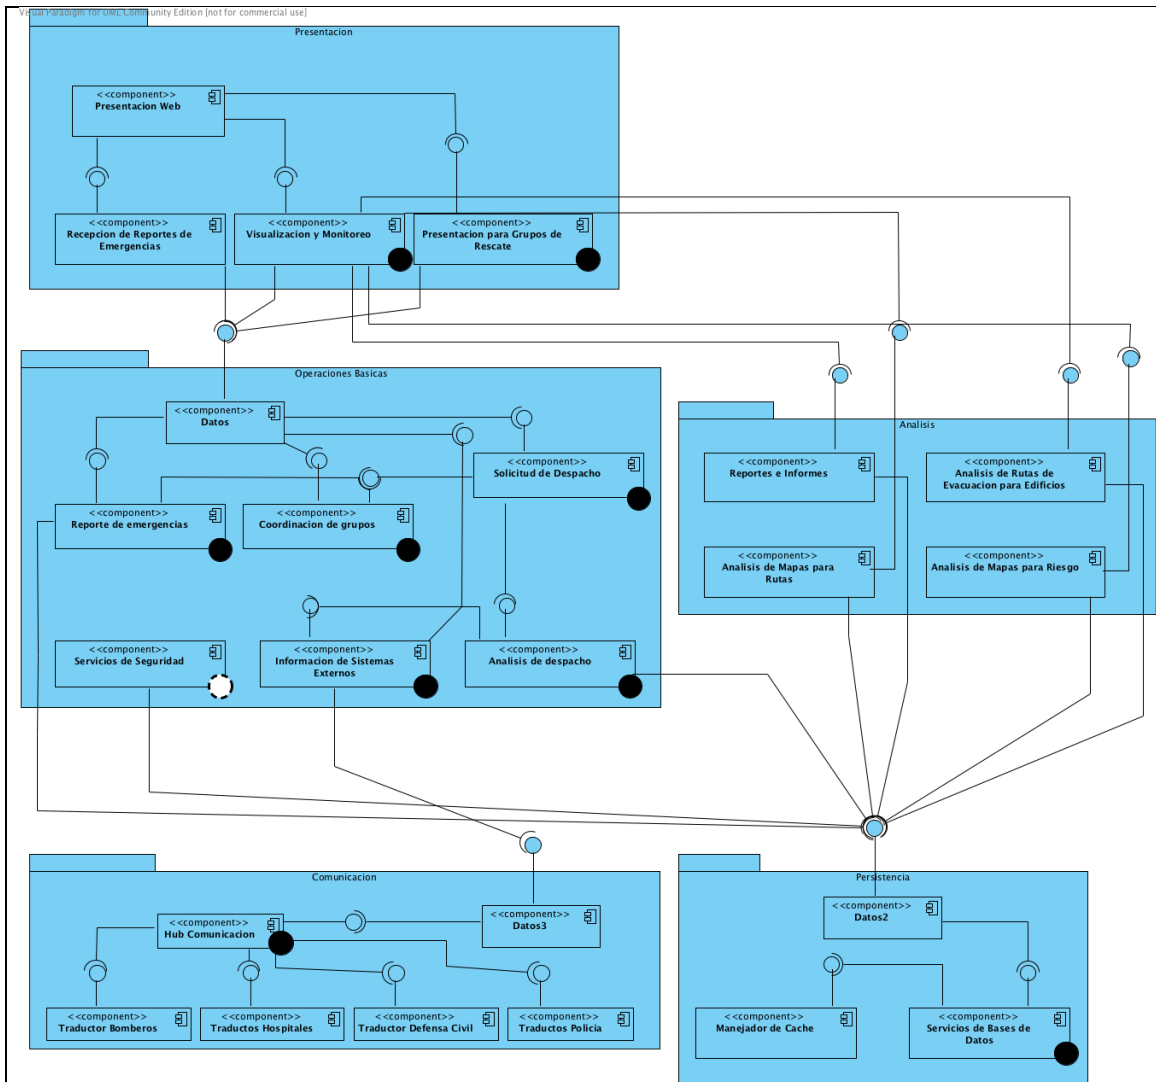 Visual Paradigm for UML Community Edition [not for commercial use]
Presentacion
<<component>>
Presentacion Web
<<component>>
Recepcion de Reportes de
Emergencias
<<component>>
Visualizacion y Monitoreo
<<component>>
Presentacion para Grupos de
Rescate
Operaciones Basicas
<<component>>
Datos
<<component>>
Solicitud de Despacho
<<component>>
Reporte de emergencias
<<component>>
Coordinacion de grupos
<<component>>
Servicios de Seguridad
<<component>>
Informacion de Sistemas
Externos
<<component>>
Analisis de despacho
Analisis
<<component>>
Reportes e Informes
<<component>>
Analisis de Rutas de
Evacuacion para Edificios
<<component>>
Analisis de Mapas para
Rutas
<<component>>
Analisis de Mapas para Riesgo
Comunicacion
<<component>>
Hub Comunicacion
<<component>>
Datos3
<<component>>
Traductor Bomberos
<<component>>
Traductos Hospitales
<<component>>
Traductor Defensa Civil
<<component>>
Traductos Policia
Persistencia
<<component>>
Datos2
<<component>>
Manejador de Cache
<<component>>
Servicios de Bases de
Datos